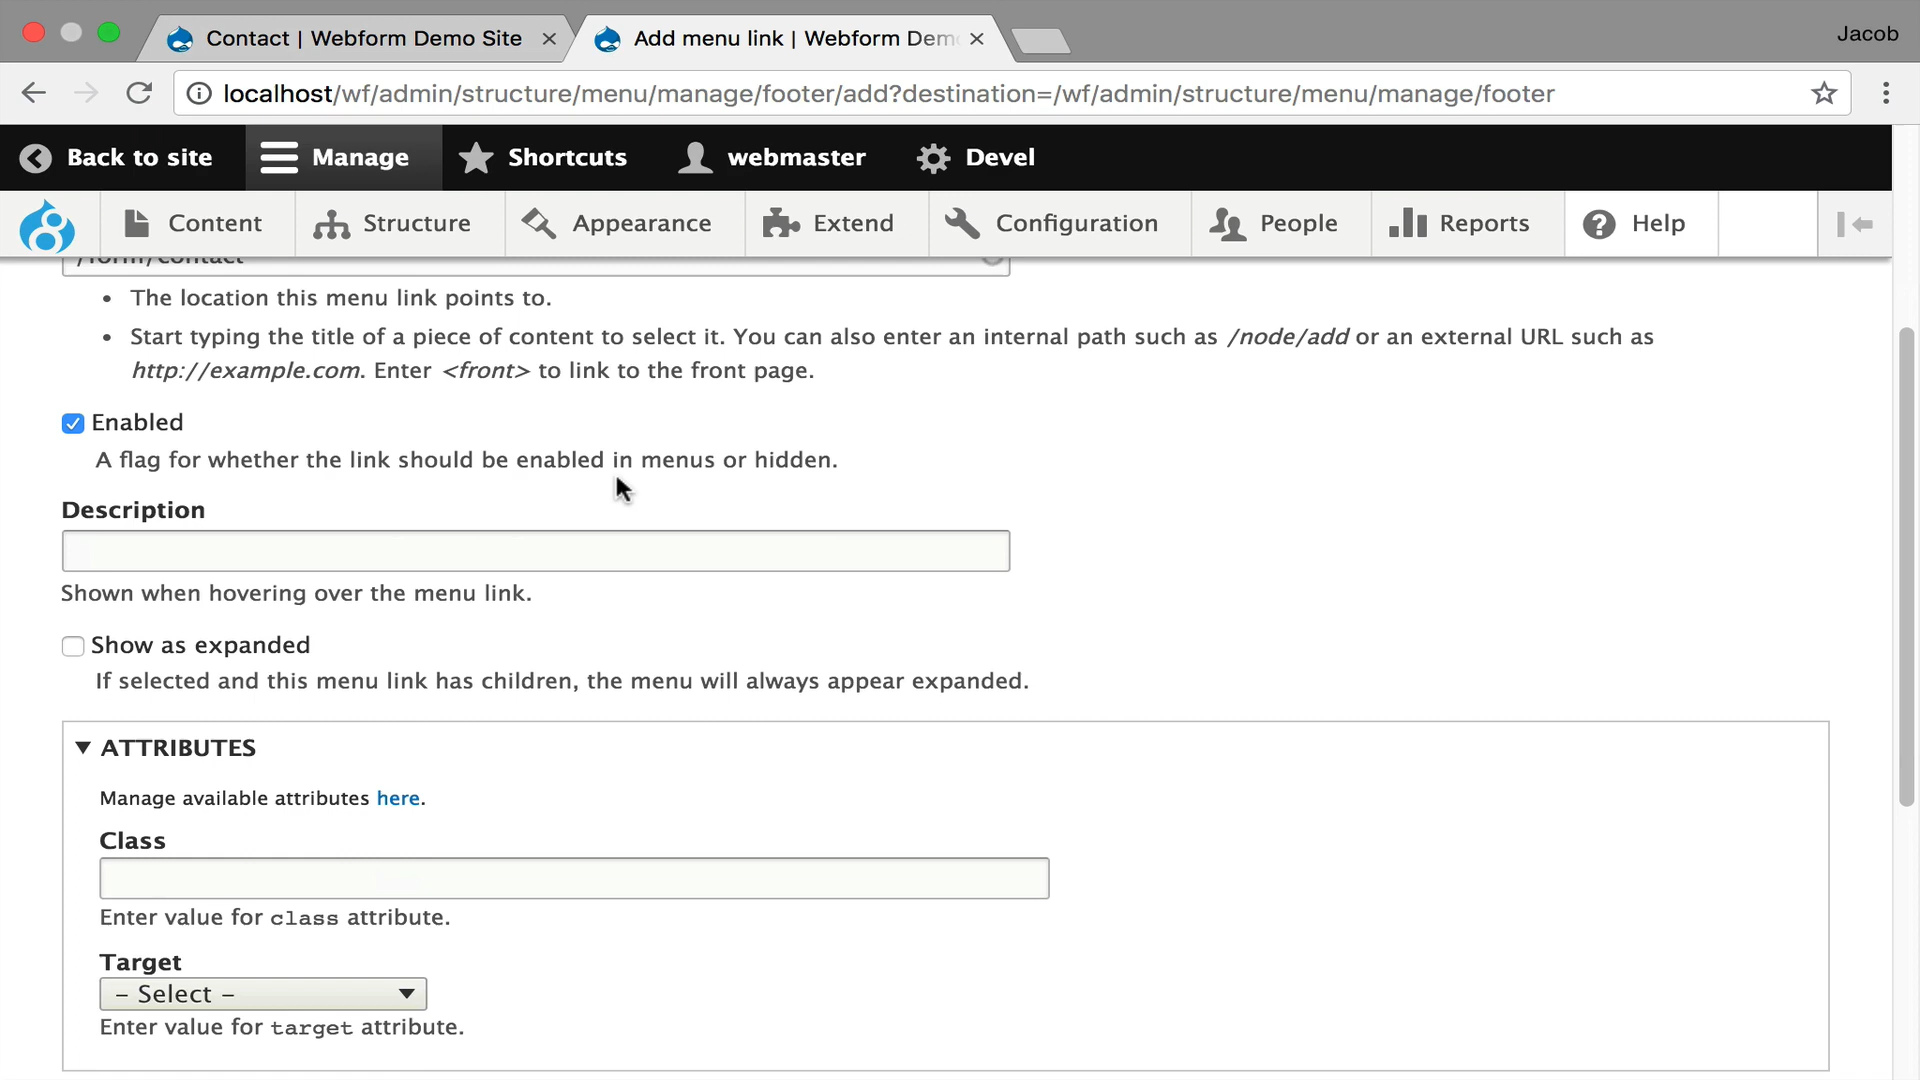 Contact | Webform Demo Site
Add menu link | Webform Dem
Jacob
localhost/wf/admin/structure/menu/manage/footer/add?destination=/wf/admin/structure/menu/manage/footer
Back to site
Manage
Shortcuts
webmaster
Devel
Content
Structure
Appearance
Extend
Configuration
People
Reports
Help
/form/contact
• The location this menu link points to.
• Start typing the title of a piece of content to select it. You can also enter an internal path such as /node/add or an external URL such as
http://example.com. Enter <front> to link to the front page.
Enabled
A flag for whether the link should be enabled in menus or hidden.
Description
Shown when hovering over the menu link.
Show as expanded
If selected and this menu link has children, the menu will always appear expanded.
ATTRIBUTES
Manage available attributes here.
Class
Enter value for class attribute.
Target
– Select –
Enter value for target attribute.